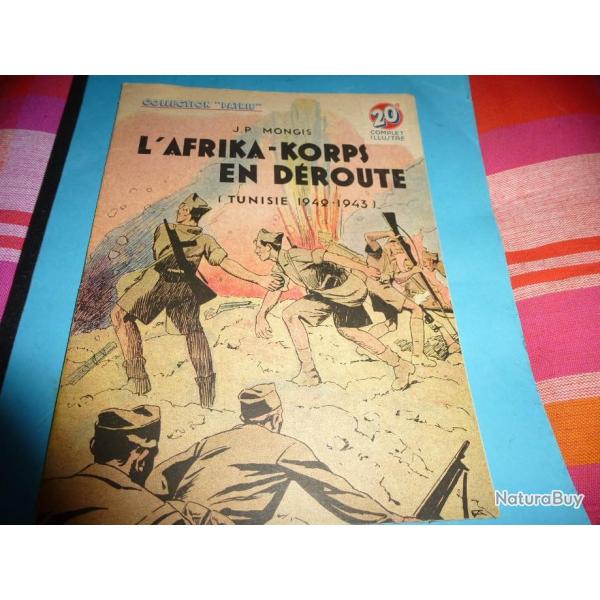 COLLECTION "PATRIE"
20F
COMPLET
ILLUSTRÉ
J. P. MONGIS
L'AFRIKA-KORPS
EN DÉROUTE
(TUNISIE 1942-1943)
NaturaBuy